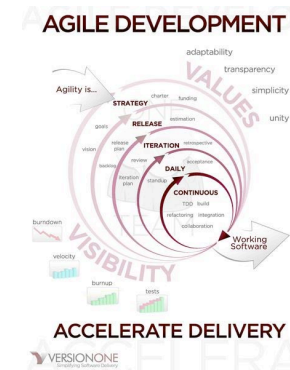 AGILE DEVELOPMENT
adaptability
transparency
simplicity
unity
VALUES
Agility is...
STRATEGY
charter
funding
goals
RELEASE
estimation
vision
release
plan
ITERATION
retrospective
backlog
review
DAILY
acceptance
iteration
plan
standup
CONTINUOUS
TDD build
refactoring integration
collaboration
TEAM
burndown
VISIBILITY
Working
Software
velocity
burnup
tests
ACCELERATE DELIVERY
VERSIONONE
Simplifying Software Delivery